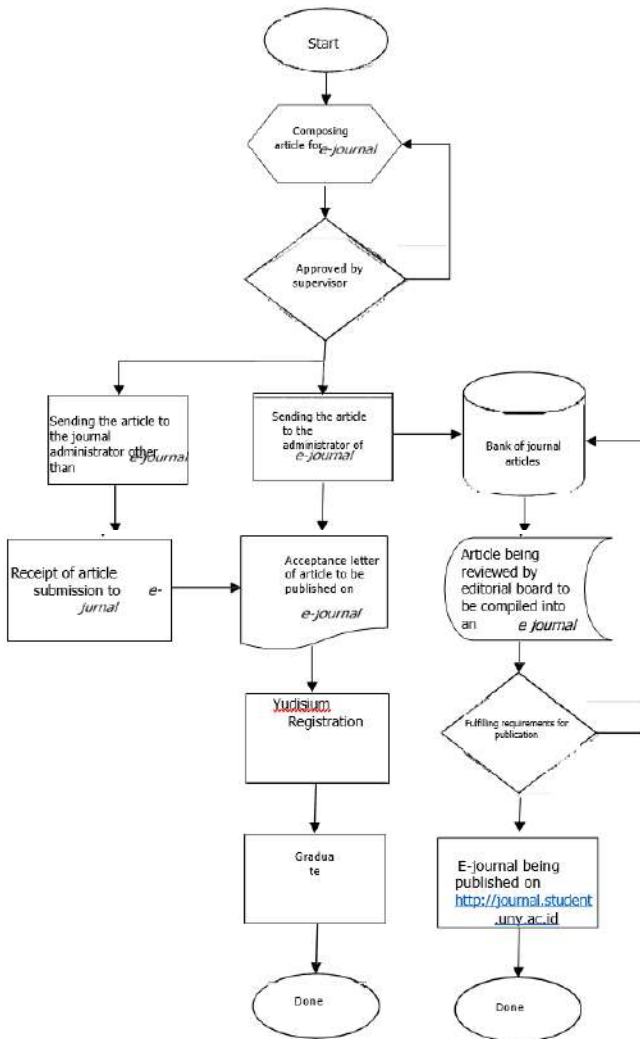 Start
Composing
article for e-journal
Approved by
supervisor
Sending the article to
the journal
administrator other
than e-journal
Sending the article
to the
administrator of
e-journal
Bank of journal
articles
Receipt of article
submission to e-
jurnal
Acceptance letter
of article to be
published on
e-journal
Article being
reviewed by
editorial board to
be compiled into
an e journal
Yudisium
Registration
Fulfilling requirements for
publication
Gradua
te
E-journal being
published on
http://journal.student
.uny.ac.id
Done
Done